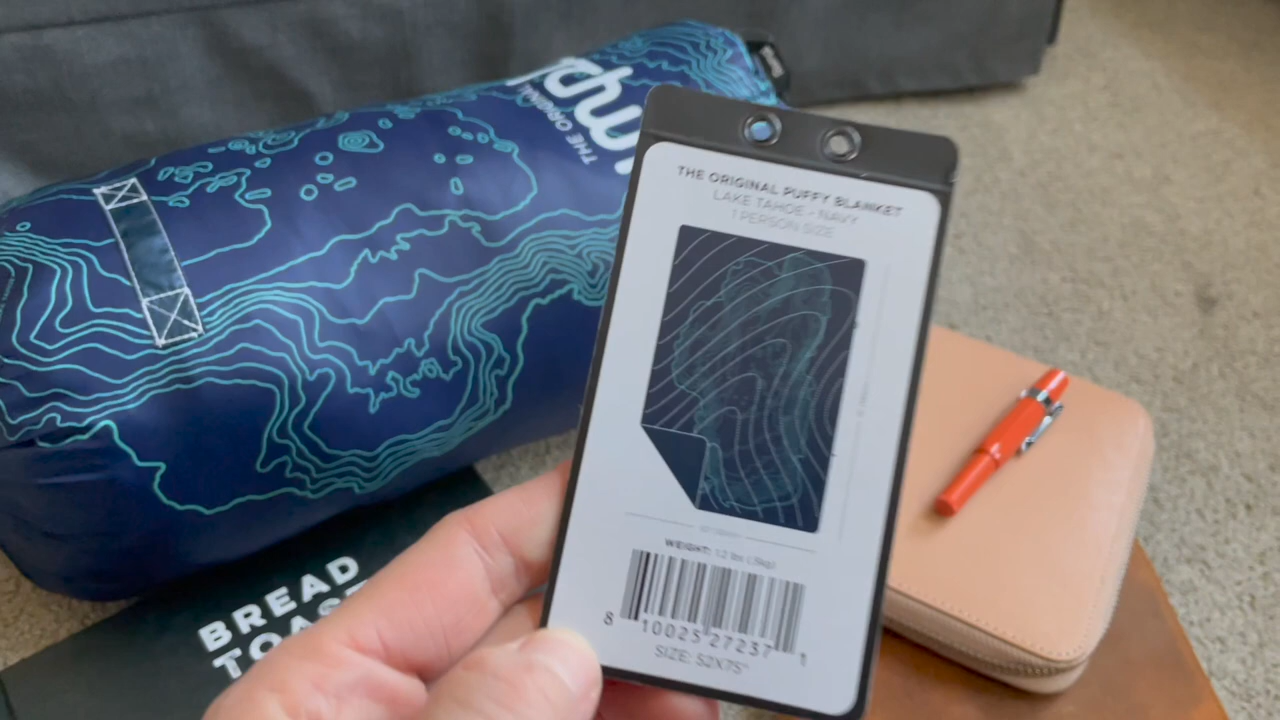 THE ORIGINAL
THE ORIGINAL PUFFY BLANKET
LAKE TAHOE - NAVY
1 PERSON SIZE
WEIGHT: 1.2 lbs (.5kg)
8 10025 27237 1
SIZE: 52X75"
BREAD
TOAST